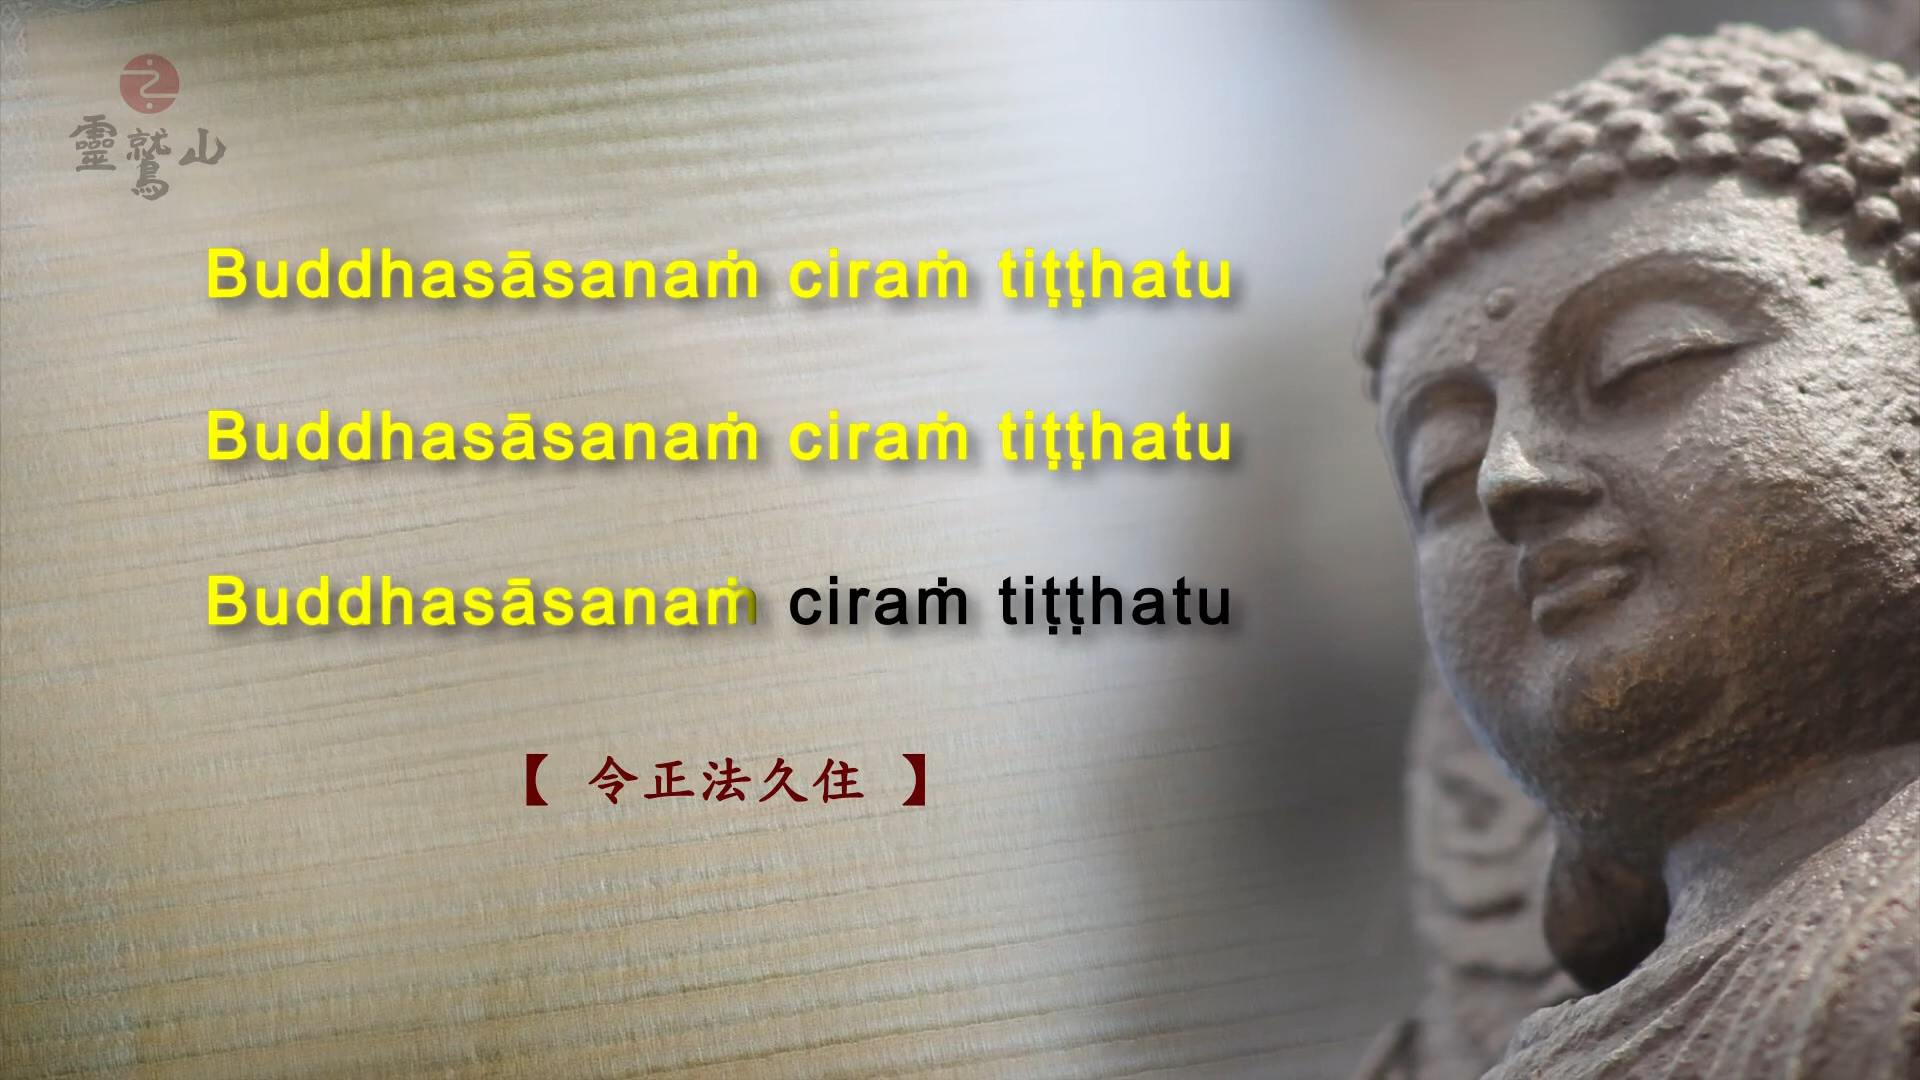 靈鷲山
Buddhasāsanaṁ ciraṁ tiṭṭhatu
Buddhasāsanaṁ ciraṁ tiṭṭhatu
Buddhasāsanaṁ ciraṁ tiṭṭhatu
【 令正法久住 】